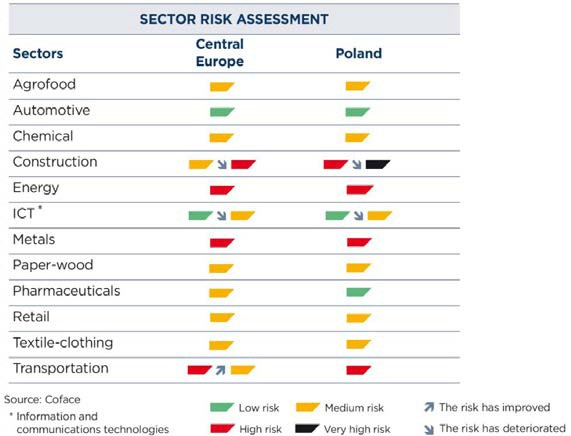 SECTOR RISK ASSESSMENT
Sectors
Central
Europe
Poland
Agrofood
Automotive
Chemical
Construction
Energy
ICT *
Metals
Paper-wood
Pharmaceuticals
Retail
Textile-clothing
Transportation
Source: Coface
* Information and
communications technologies
Low risk
Medium risk
The risk has improved
High risk
Very high risk
The risk has deteriorated